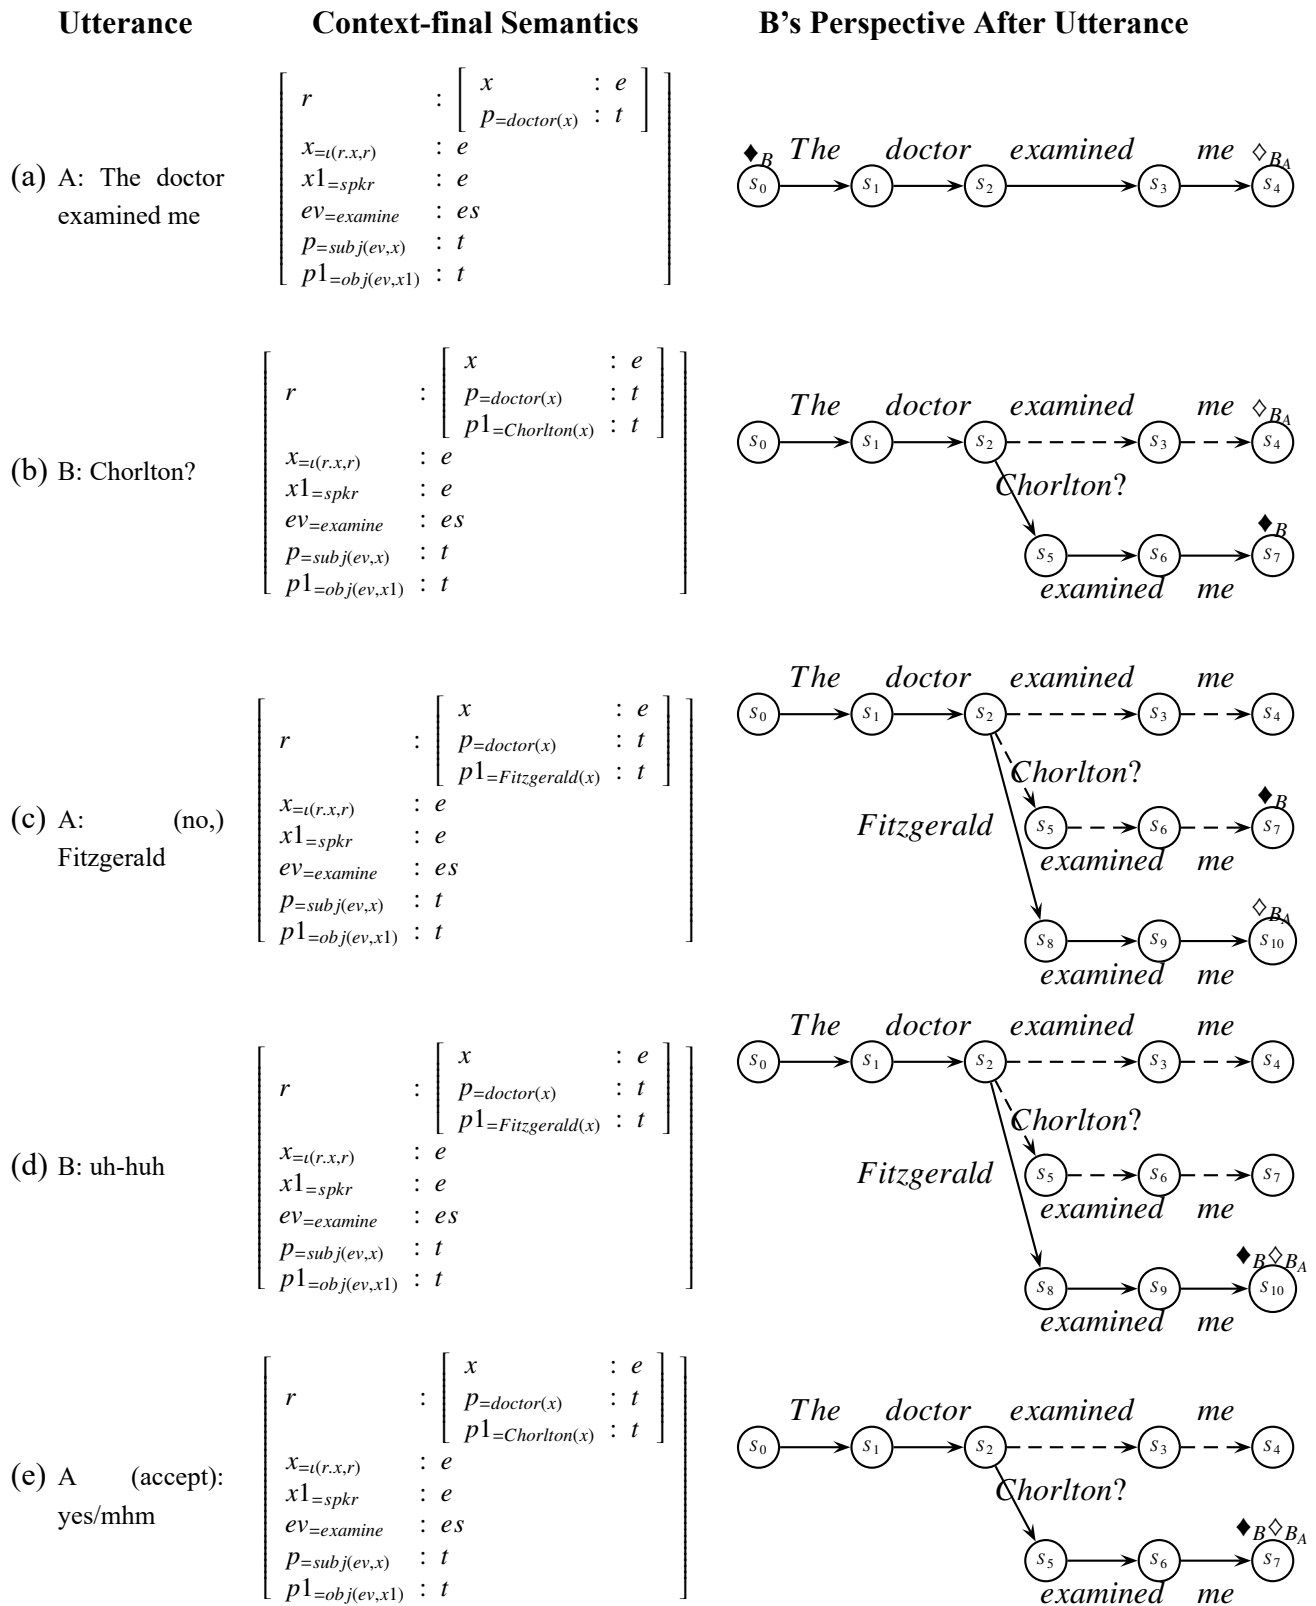 Utterance Context-final Semantics B's Perspective After Utterance
(a) A: The doctor examined me
r : [ x : e
p=doctor(x) : t ]
x=ι(r.x,r) : e
x1=spkr : e
ev=examine : es
p=subj(ev,x) : t
p1=obj(ev,x1) : t
◆B The doctor examined me ◇BA
s0 s1 s2 s3 s4
(b) B: Chorlton?
r : [ x : e
p=doctor(x) : t
p1=Chorlton(x) : t ]
x=ι(r.x,r) : e
x1=spkr : e
ev=examine : es
p=subj(ev,x) : t
p1=obj(ev,x1) : t
The doctor examined me ◇BA
s0 s1 s2 s3 s4
Chorlton?
◆B
s5 s6 s7
examined me
(c) A: (no,) Fitzgerald
r : [ x : e
p=doctor(x) : t
p1=Fitzgerald(x) : t ]
x=ι(r.x,r) : e
x1=spkr : e
ev=examine : es
p=subj(ev,x) : t
p1=obj(ev,x1) : t
The doctor examined me
s0 s1 s2 s3 s4
Chorlton?
◆B
Fitzgerald s5 s6 s7
examined me
◇BA
s8 s9 s10
examined me
(d) B: uh-huh
r : [ x : e
p=doctor(x) : t
p1=Fitzgerald(x) : t ]
x=ι(r.x,r) : e
x1=spkr : e
ev=examine : es
p=subj(ev,x) : t
p1=obj(ev,x1) : t
The doctor examined me
s0 s1 s2 s3 s4
Chorlton?
Fitzgerald s5 s6 s7
examined me
◆B ◇BA
s8 s9 s10
examined me
(e) A (accept): yes/mhm
r : [ x : e
p=doctor(x) : t
p1=Chorlton(x) : t ]
x=ι(r.x,r) : e
x1=spkr : e
ev=examine : es
p=subj(ev,x) : t
p1=obj(ev,x1) : t
The doctor examined me
s0 s1 s2 s3 s4
Chorlton?
◆B ◇BA
s5 s6 s7
examined me